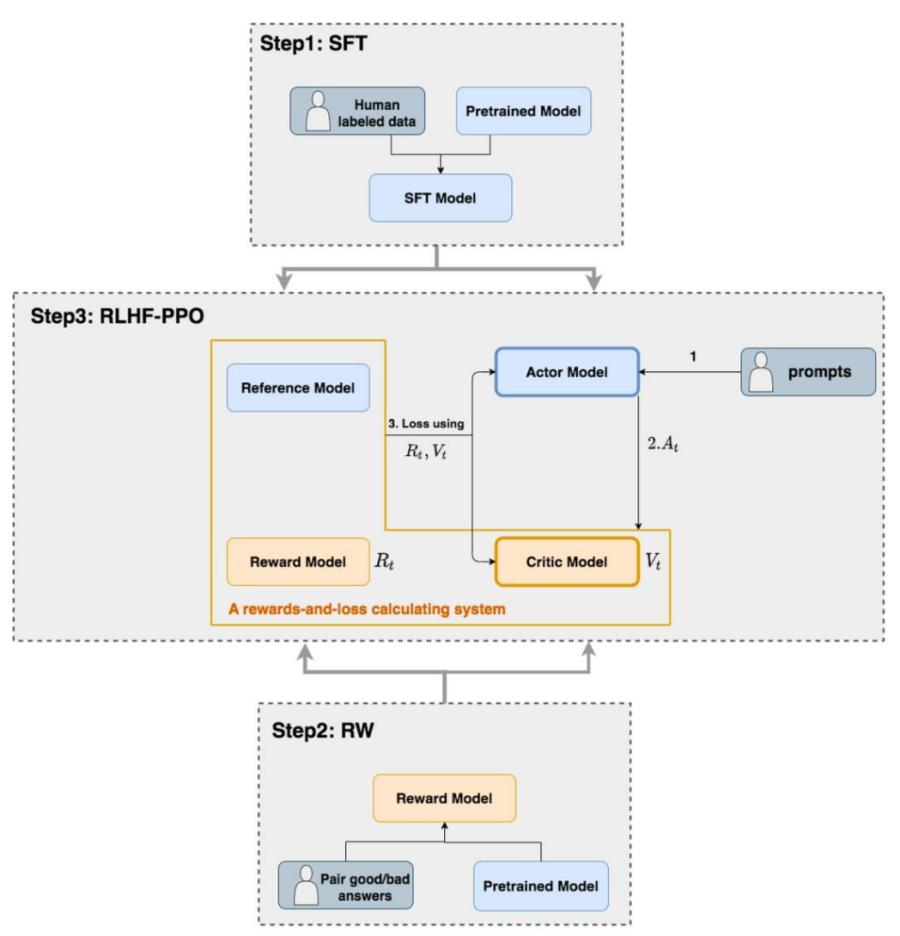 Step1: SFT
Human
labeled data
Pretrained Model
SFT Model
Step3: RLHF-PPO
Reference Model
Actor Model
1
prompts
3. Loss using
R_t, V_t
2.A_t
Reward Model
R_t
Critic Model
V_t
A rewards-and-loss calculating system
Step2: RW
Reward Model
Pair good/bad
answers
Pretrained Model